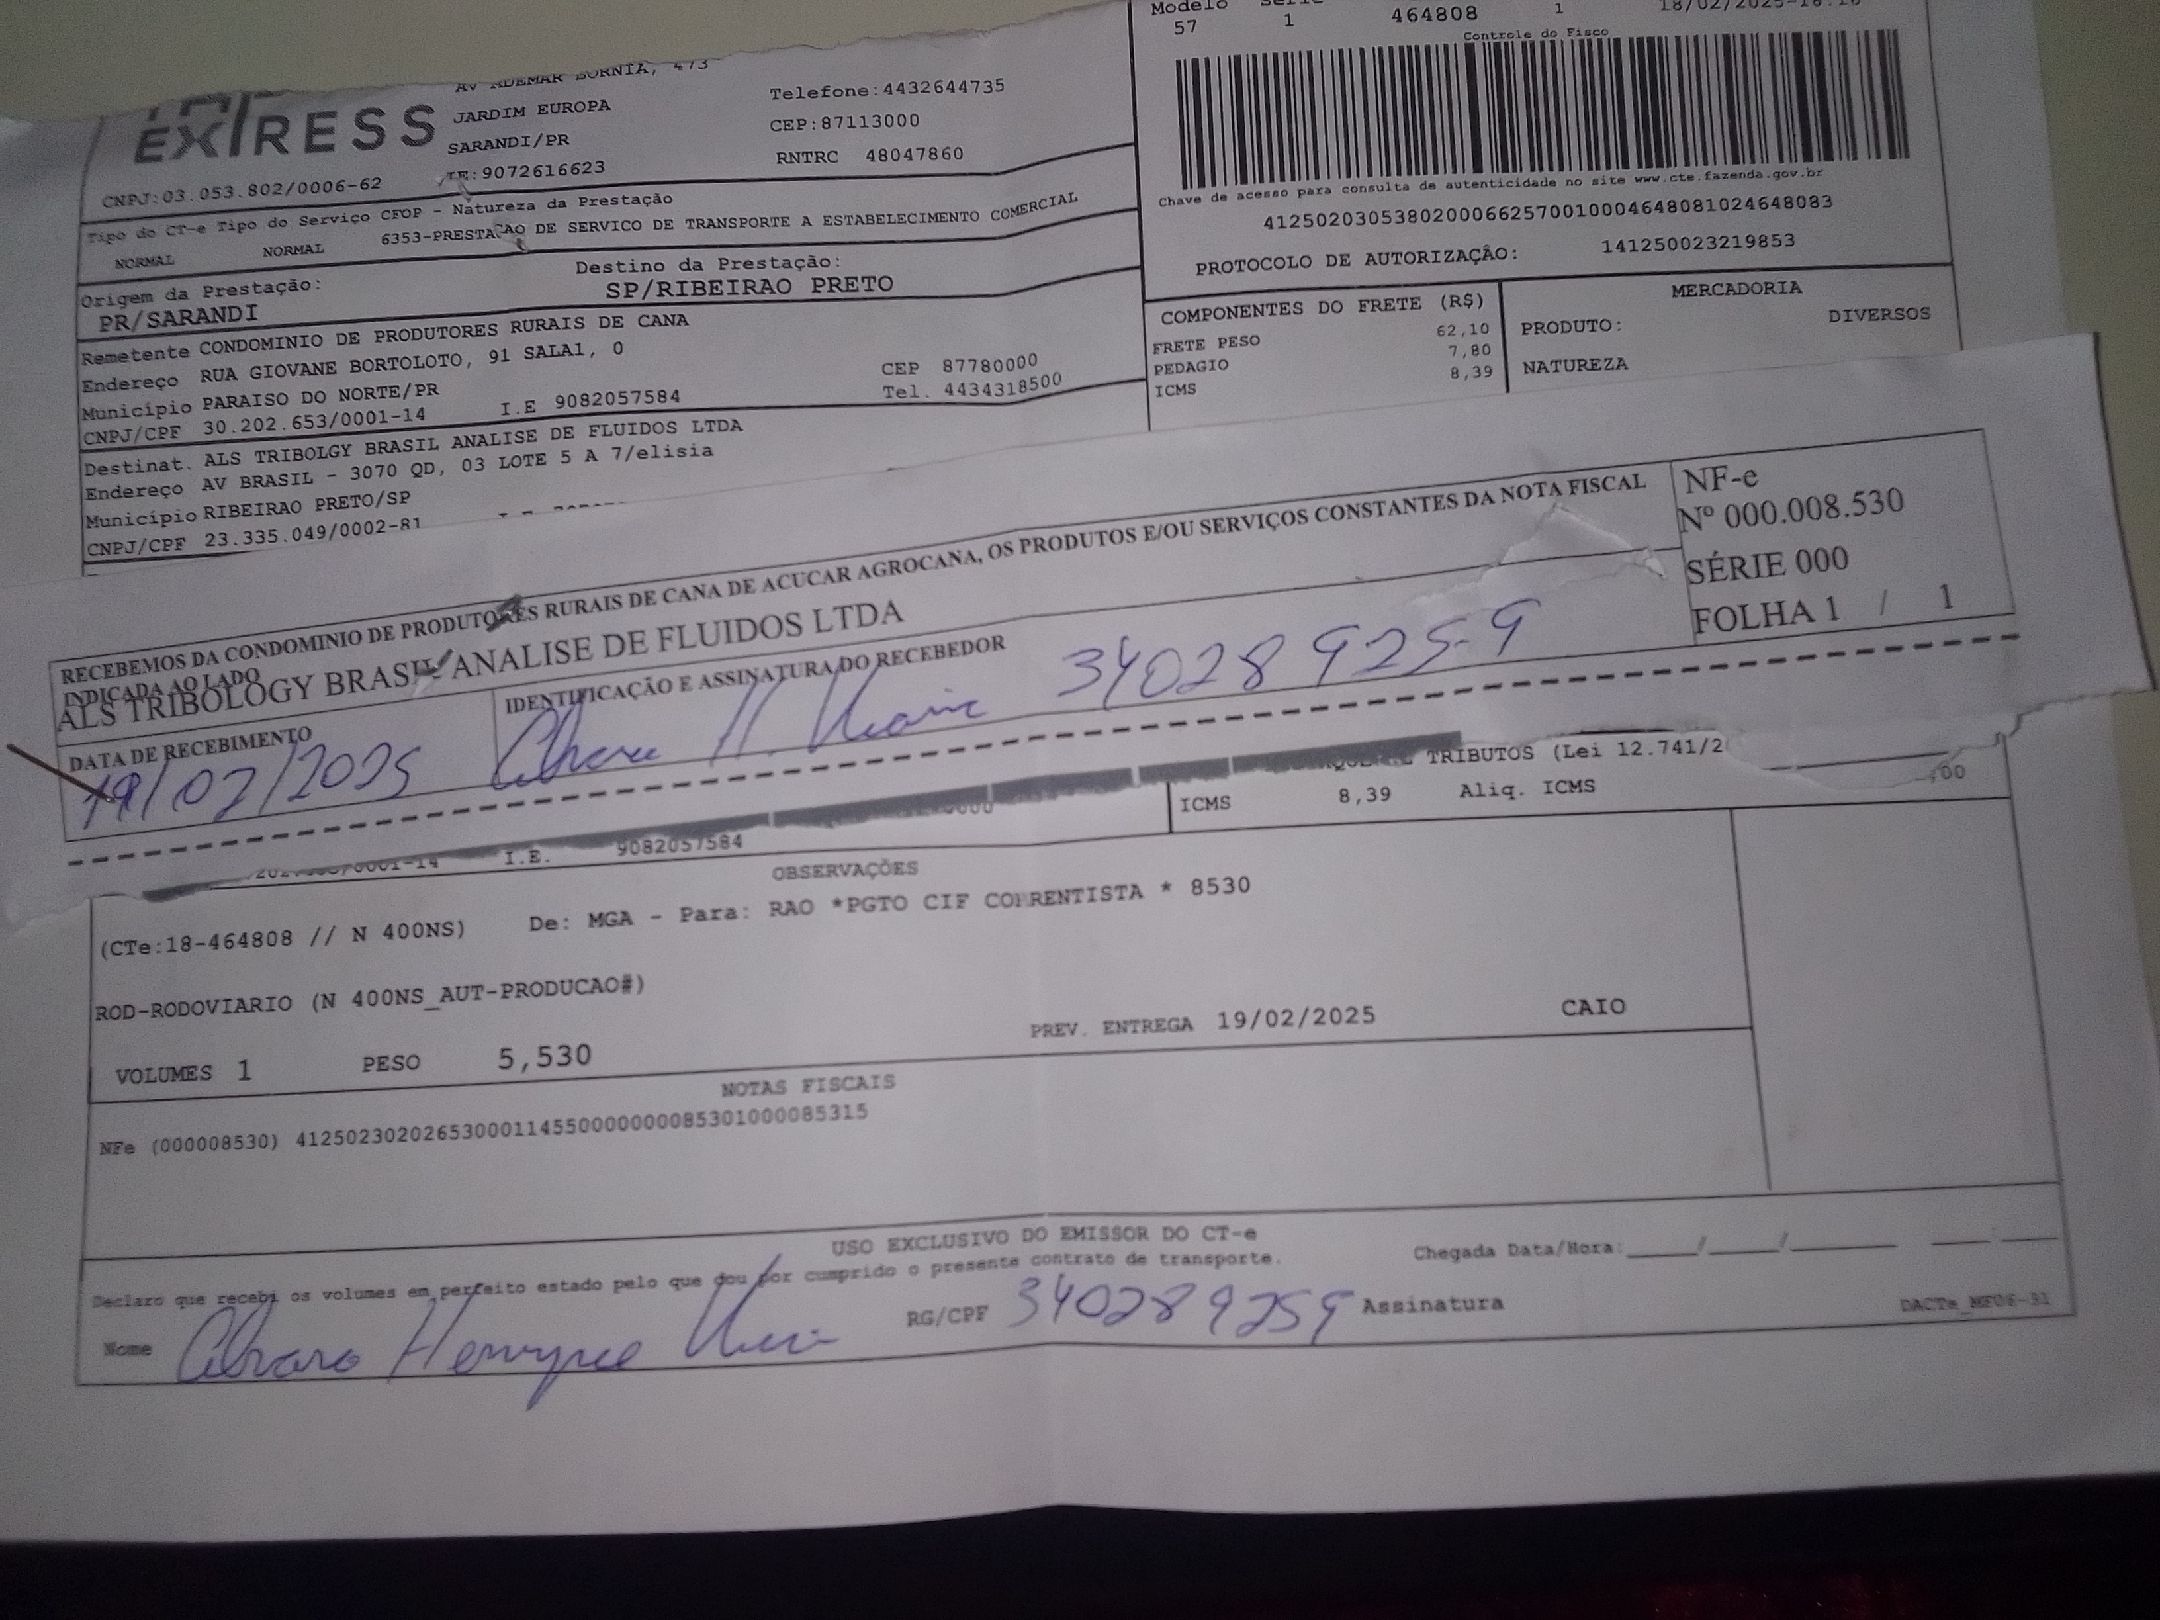 Modelo
57 1 464808 1 18/02/2025-18:16
Controle do Fisco
EXPRESS
AV ADEMAR BORNIA, 473
JARDIM EUROPA
SARANDI/PR
IE:9072616623
Telefone:4432644735
CEP:87113000
RNTRC 48047860
CNPJ:03.053.802/0006-62
Chave de acesso para consulta de autenticidade no site www.cte.fazenda.gov.br
41250203053802000662570010004648081024648083
PROTOCOLO DE AUTORIZAÇÃO: 141250023219853
Tipo do CT-e Tipo do Serviço CFOP - Natureza da Prestação
NORMAL NORMAL 6353-PRESTACAO DE SERVICO DE TRANSPORTE A ESTABELECIMENTO COMERCIAL
Origem da Prestação: Destino da Prestação:
PR/SARANDI SP/RIBEIRAO PRETO
COMPONENTES DO FRETE (R$) MERCADORIA
FRETE PESO 62,10 PRODUTO: DIVERSOS
PEDAGIO 7,80
ICMS 8,39 NATUREZA
Remetente CONDOMINIO DE PRODUTORES RURAIS DE CANA
Endereço RUA GIOVANE BORTOLOTO, 91 SALA1, 0
Município PARAISO DO NORTE/PR CEP 87780000
CNPJ/CPF 30.202.653/0001-14 I.E 9082057584 Tel. 4434318500
Destinat. ALS TRIBOLGY BRASIL ANALISE DE FLUIDOS LTDA
Endereço AV BRASIL - 3070 QD, 03 LOTE 5 A 7/elisia
Município RIBEIRAO PRETO/SP
CNPJ/CPF 23.335.049/0002-81
RECEBEMOS DA CONDOMINIO DE PRODUTORES RURAIS DE CANA DE ACUCAR AGROCANA, OS PRODUTOS E/OU SERVIÇOS CONSTANTES DA NOTA FISCAL
INDICADA AO LADO
ALS TRIBOLOGY BRASIL ANALISE DE FLUIDOS LTDA
NF-e
Nº 000.008.530
SÉRIE 000
FOLHA 1 / 1
DATA DE RECEBIMENTO IDENTIFICAÇÃO E ASSINATURA DO RECEBEDOR
19/02/2025 34028925-9
TRIBUTOS (Lei 12.741/2
ICMS 8,39 Aliq. ICMS
I.E. 9082057584
OBSERVAÇÕES
(CTe:18-464808 // N 400NS) De: MGA - Para: RAO *PGTO CIF CORRENTISTA * 8530
ROD-RODOVIARIO (N 400NS_AUT-PRODUCAO#)
PREV. ENTREGA 19/02/2025 CAIO
VOLUMES 1 PESO 5,530
NOTAS FISCAIS
NFe (000008530) 41250230202653000114550000000085301000085315
USO EXCLUSIVO DO EMISSOR DO CT-e
Declaro que recebi os volumes em perfeito estado pelo que dou por cumprido o presente contrato de transporte.
Chegada Data/Hora:____/____/____
Nome Alvaro Henryque RG/CPF 340289259 Assinatura
DACTe_MF06-31